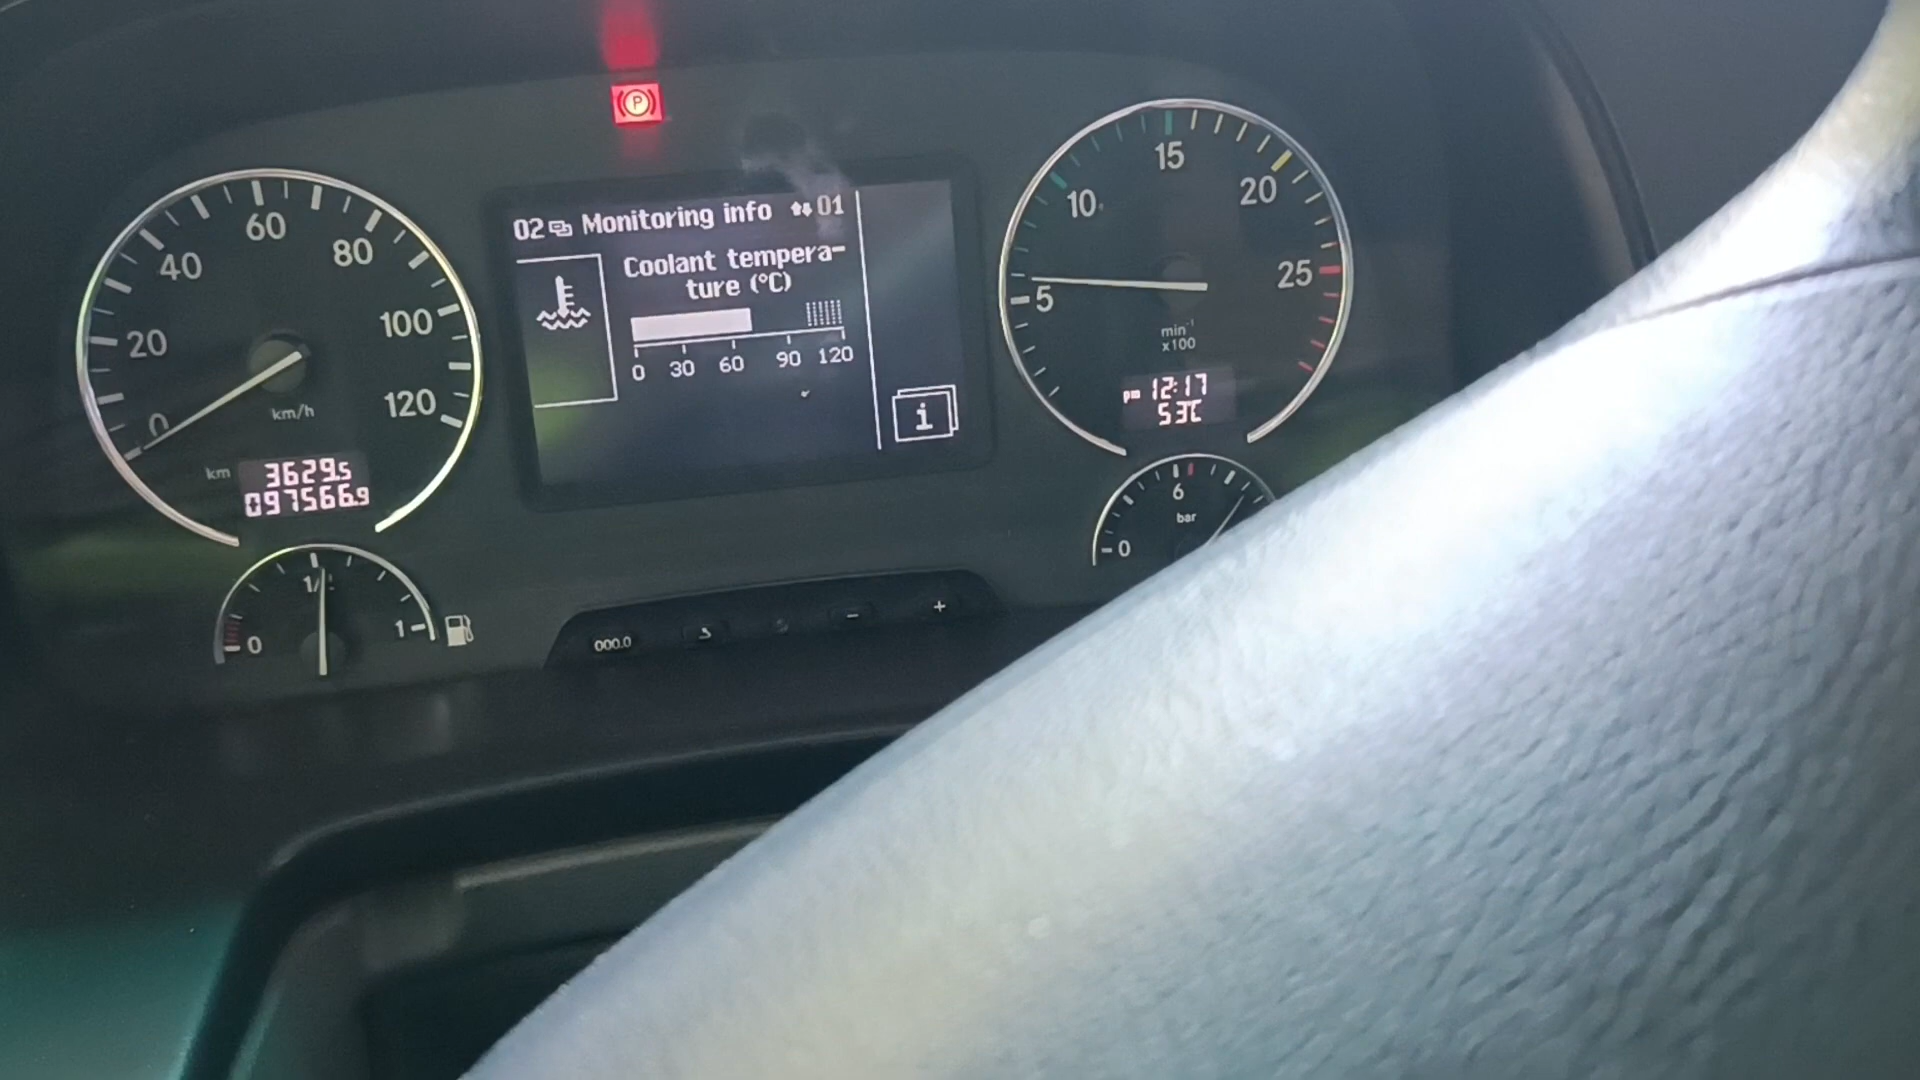 P
02 Monitoring info 01
Coolant tempera-
ture (°C)
0 30 60 90 120
i
0 20 40 60 80 100 120
km/h
km 3629.5
097566.9
5 10 15 20 25
min⁻¹
x100
pm 12:17
53°C
0 1/2 1
0 6
bar
000.0 - +